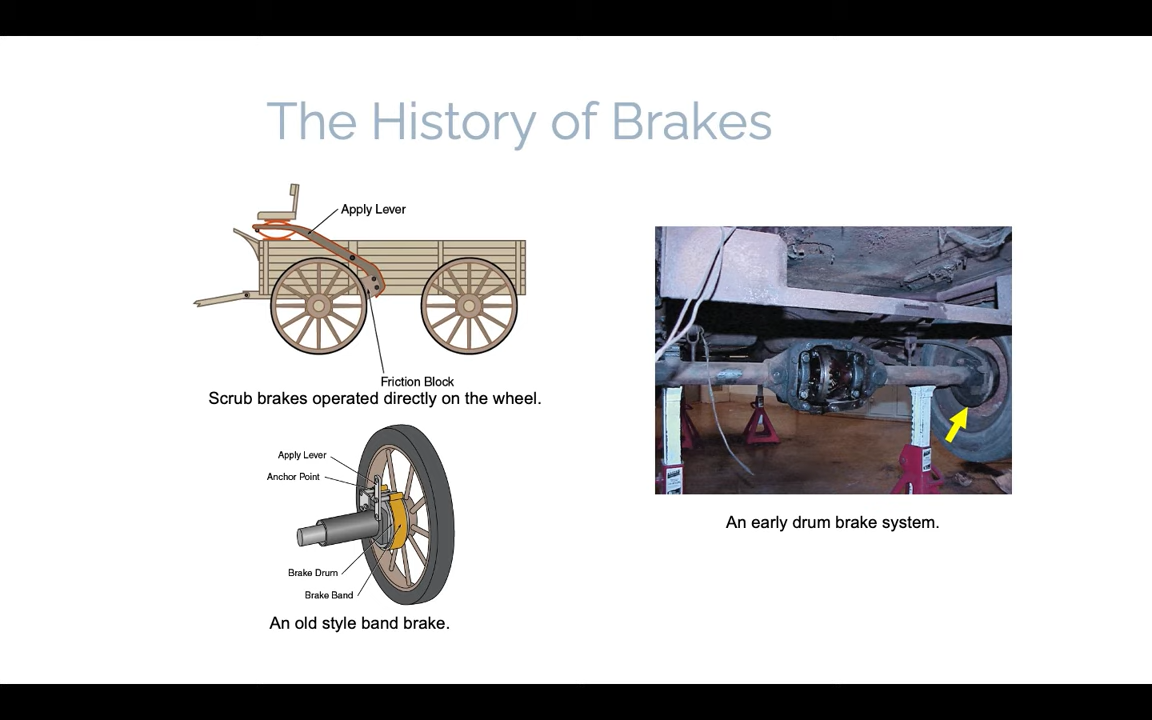 The History of Brakes
Apply Lever
Friction Block
Scrub brakes operated directly on the wheel.
Apply Lever
Anchor Point
Brake Drum
Brake Band
An old style band brake.
An early drum brake system.